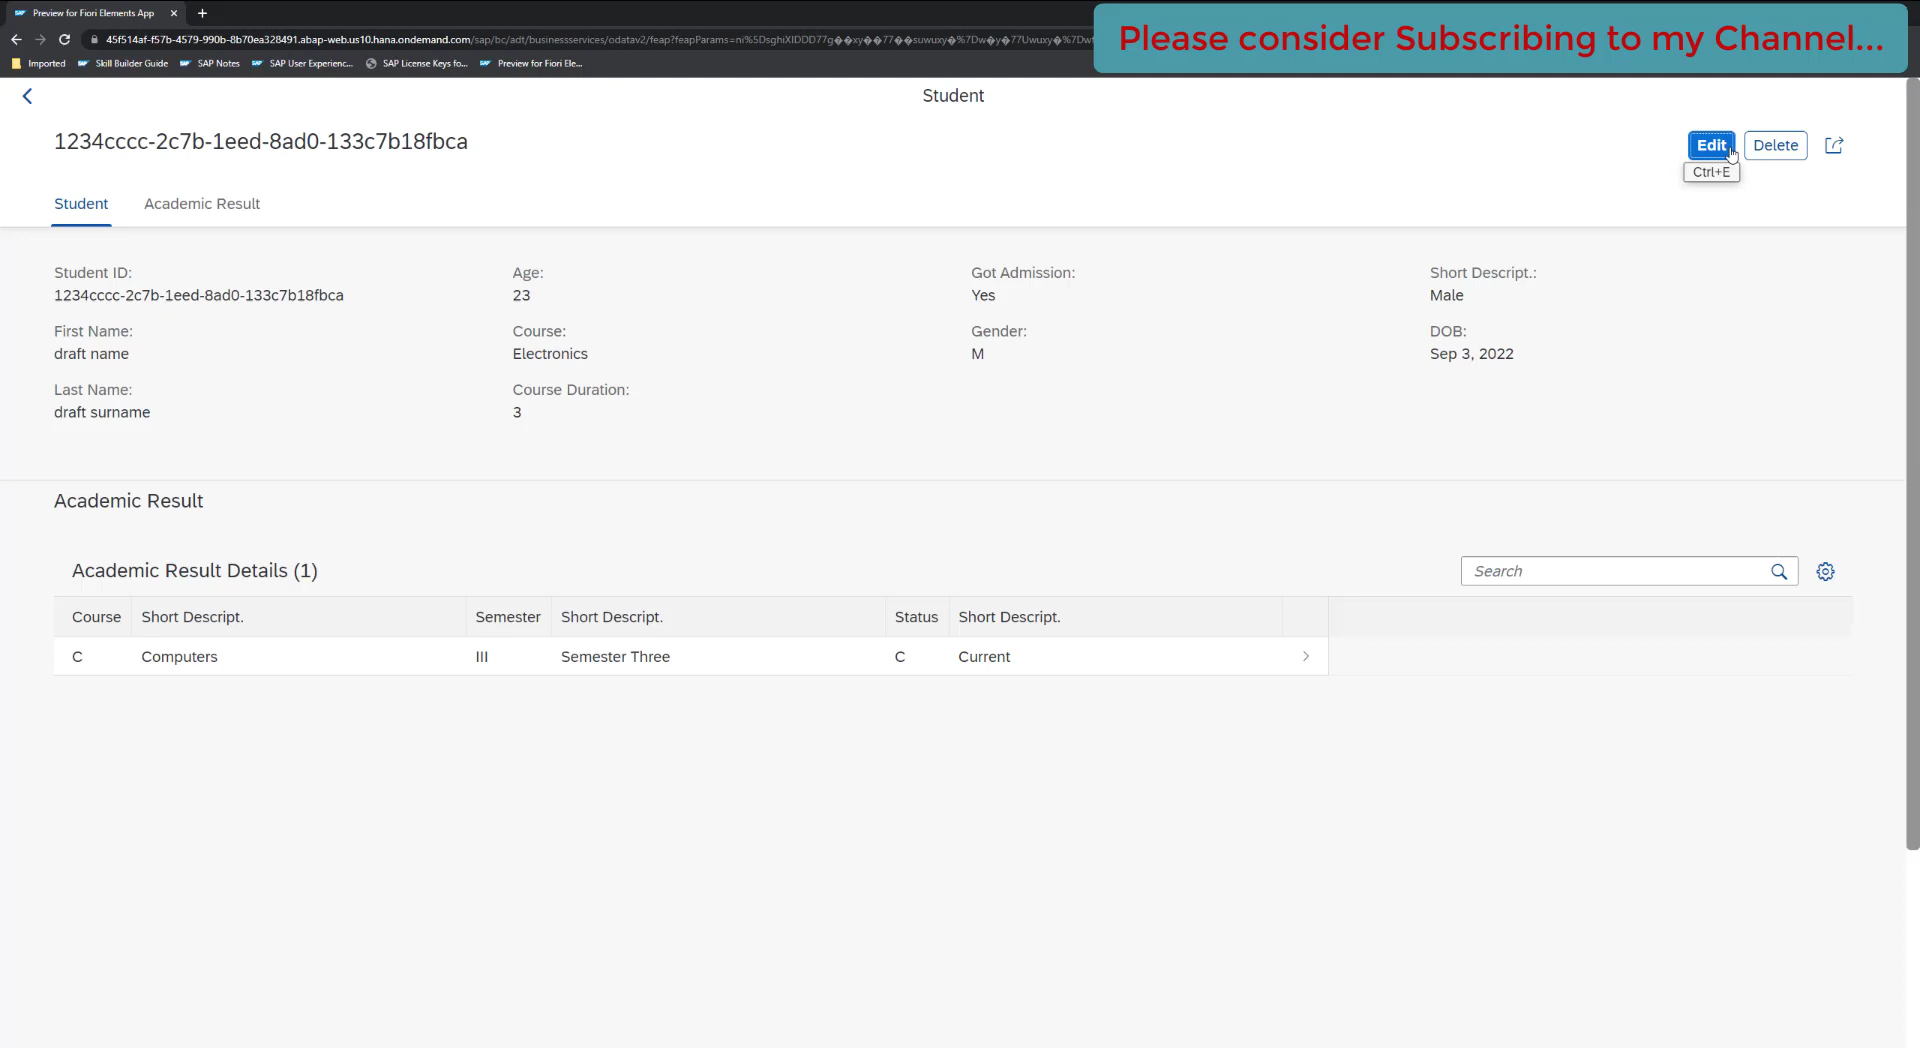 Preview for Fiori Elements App
Please consider Subscribing to my Channel...
Imported
Skill Builder Guide
SAP Notes
SAP User Experienc...
SAP License Keys fo...
Preview for Fiori Ele...
Student
1234cccc-2c7b-1eed-8ad0-133c7b18fbca
Edit
Delete
Ctrl+E
Student
Academic Result
Student ID:
1234cccc-2c7b-1eed-8ad0-133c7b18fbca
First Name:
draft name
Last Name:
draft surname
Age:
23
Course:
Electronics
Course Duration:
3
Got Admission:
Yes
Gender:
M
Short Descript.:
Male
DOB:
Sep 3, 2022
Academic Result
Academic Result Details (1)
Search
Course Short Descript. Semester Short Descript. Status Short Descript.
C Computers III Semester Three C Current